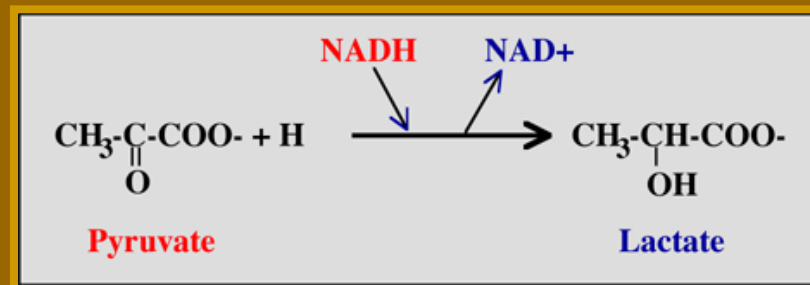 NADH NAD+
CH3-C-COO- + H CH3-CH-COO-
O OH
Pyruvate Lactate